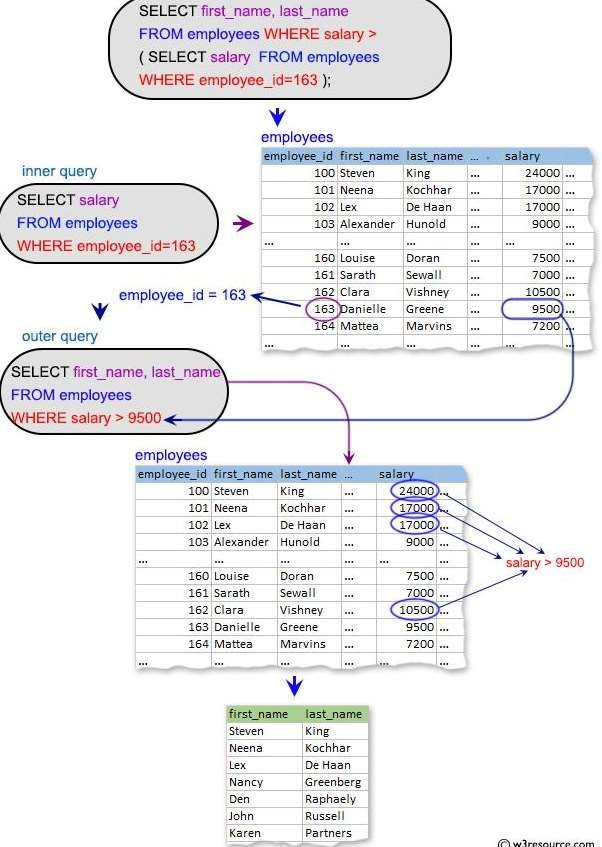 SELECT first_name, last_name
FROM employees WHERE salary >
( SELECT salary FROM employees
WHERE employee_id=163 );
employees
employee_id first_name last_name ... . salary
100 Steven King ... 24000 ...
101 Neena Kochhar ... 17000 ...
102 Lex De Haan ... 17000 ...
103 Alexander Hunold ... 9000 ...
... ... ... ... ...
160 Louise Doran ... 7500 ...
161 Sarath Sewall ... 7000 ...
162 Clara Vishney ... 10500 ...
163 Danielle Greene ... 9500 ...
164 Mattea Marvins ... 7200 ...
... ... ... ... ...
inner query
SELECT salary
FROM employees
WHERE employee_id=163
employee_id = 163
outer query
SELECT first_name, last_name
FROM employees
WHERE salary > 9500
employees
employee_id first_name last_name ... salary
100 Steven King ... 24000 ...
101 Neena Kochhar ... 17000 ...
102 Lex De Haan ... 17000 ...
103 Alexander Hunold ... 9000 ...
... ... ... ... ...
160 Louise Doran ... 7500 ...
161 Sarath Sewall ... 7000 ...
162 Clara Vishney ... 10500 ...
163 Danielle Greene ... 9500 ...
164 Mattea Marvins ... 7200 ...
... ... ... ... ...
salary > 9500
first_name last_name
Steven King
Neena Kochhar
Lex De Haan
Nancy Greenberg
Den Raphaely
John Russell
Karen Partners
© w3resource.com